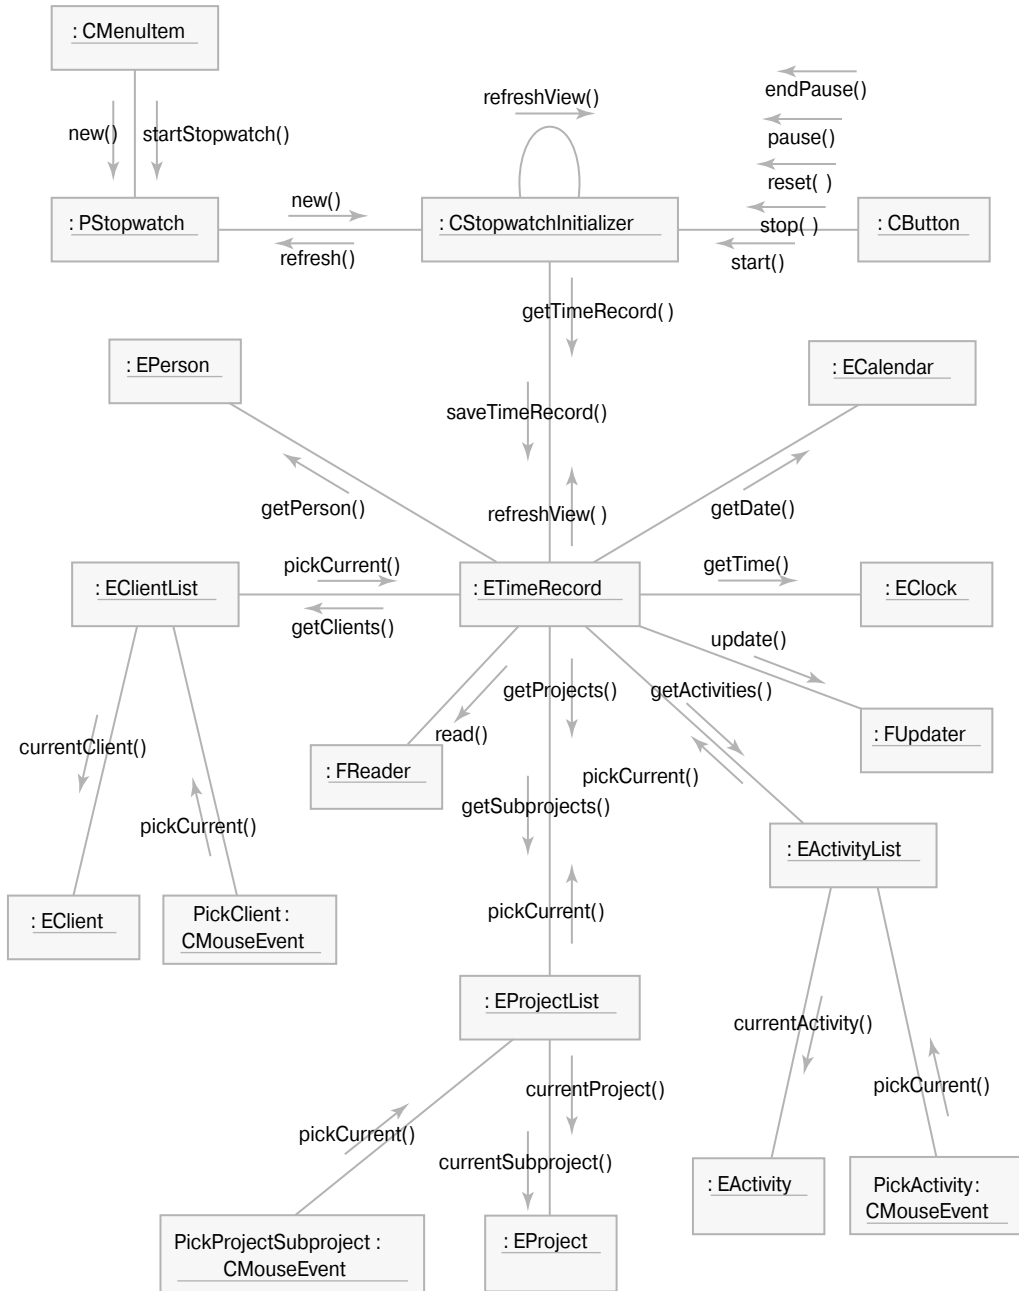 : CMenuItem
endPause()
refreshView()
pause()
new()
startStopwatch()
reset( )
new()
: PStopwatch
: CStopwatchInitializer
stop( )
: CButton
refresh()
start()
getTimeRecord( )
: EPerson
: ECalendar
saveTimeRecord()
getPerson()
refreshView( )
getDate()
pickCurrent()
getTime()
: EClientList
: ETimeRecord
: EClock
getClients()
update()
getProjects()
getActivities()
read()
: FUpdater
currentClient()
: FReader
pickCurrent()
getSubprojects()
pickCurrent()
: EActivityList
pickCurrent()
: EClient
PickClient :
CMouseEvent
: EProjectList
currentActivity()
currentProject()
pickCurrent()
pickCurrent()
currentSubproject()
: EActivity
PickActivity:
CMouseEvent
PickProjectSubproject :
CMouseEvent
: EProject